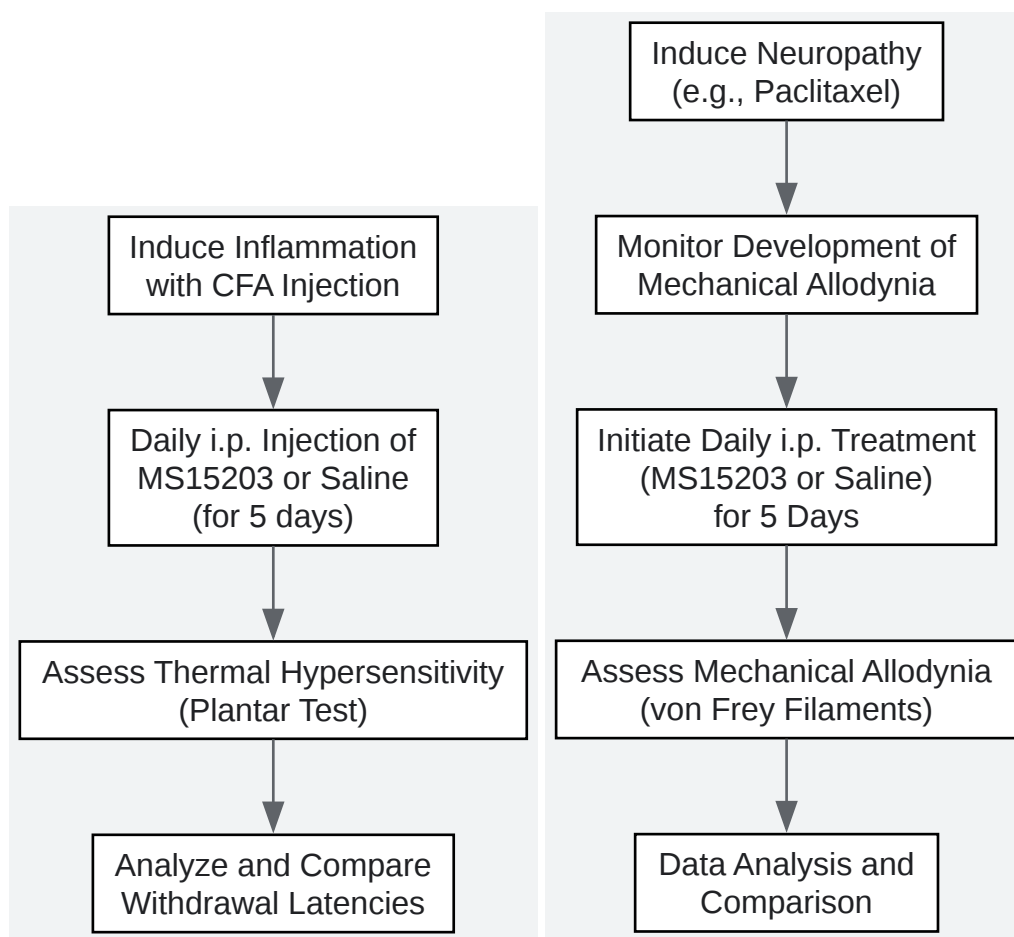 Induce Inflammation
with CFA Injection
Daily i.p. Injection of
MS15203 or Saline
(for 5 days)
Assess Thermal Hypersensitivity
(Plantar Test)
Analyze and Compare
Withdrawal Latencies
Induce Neuropathy
(e.g., Paclitaxel)
Monitor Development of
Mechanical Allodynia
Initiate Daily i.p. Treatment
(MS15203 or Saline)
for 5 Days
Assess Mechanical Allodynia
(von Frey Filaments)
Data Analysis and
Comparison